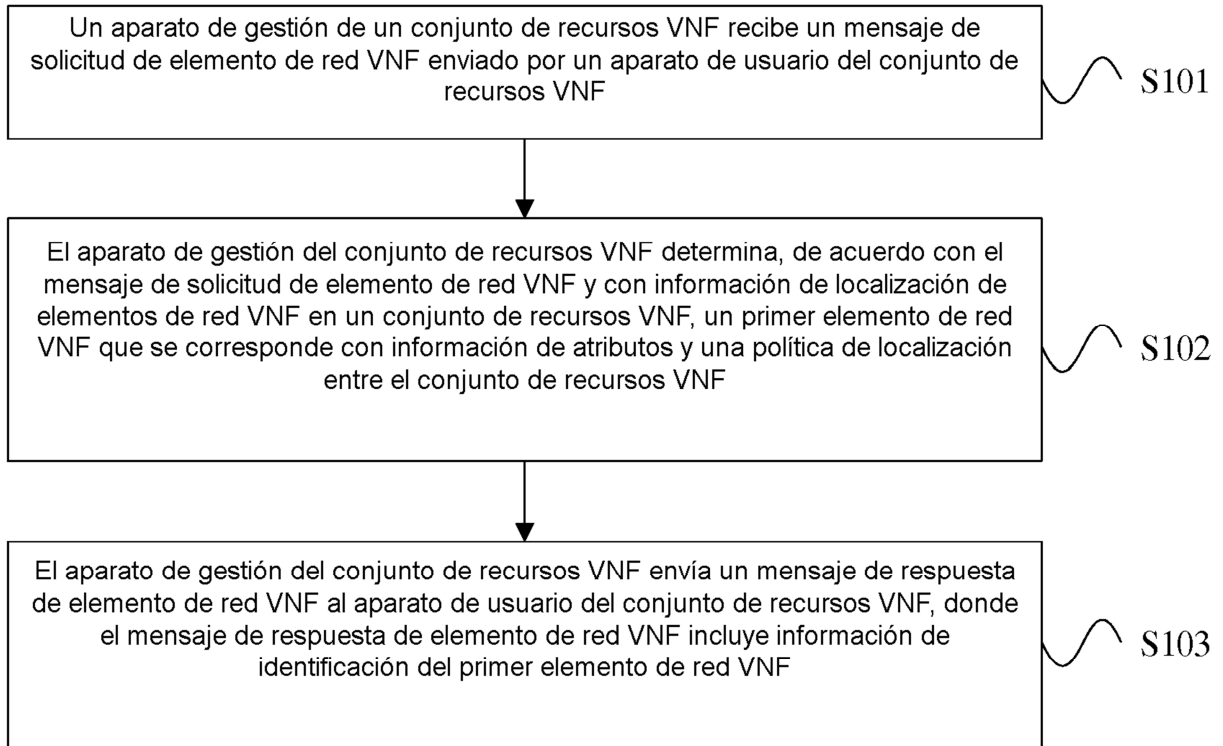 Un aparato de gestión de un conjunto de recursos VNF recibe un mensaje de
solicitud de elemento de red VNF enviado por un aparato de usuario del conjunto de
recursos VNF
S101
El aparato de gestión del conjunto de recursos VNF determina, de acuerdo con el
mensaje de solicitud de elemento de red VNF y con información de localización de
elementos de red VNF en un conjunto de recursos VNF, un primer elemento de red
VNF que se corresponde con información de atributos y una política de localización
entre el conjunto de recursos VNF
S102
El aparato de gestión del conjunto de recursos VNF envía un mensaje de respuesta
de elemento de red VNF al aparato de usuario del conjunto de recursos VNF, donde
el mensaje de respuesta de elemento de red VNF incluye información de
identificación del primer elemento de red VNF
S103